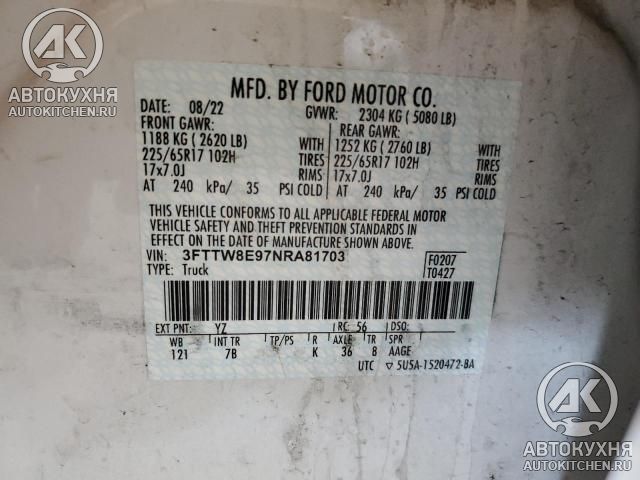 АК
АВТОКУХНЯ
AUTOKITCHEN.RU
MFD. BY FORD MOTOR CO.
DATE: 08/22 GVWR: 2304 KG ( 5080 LB)
FRONT GAWR: REAR GAWR:
1188 KG ( 2620 LB) WITH 1252 KG ( 2760 LB) WITH
225/65R17 102H TIRES 225/65R17 102H TIRES
17x7.0J RIMS 17x7.0J RIMS
AT 240 kPa/ 35 PSI COLD AT 240 kPa/ 35 PSI COLD
THIS VEHICLE CONFORMS TO ALL APPLICABLE FEDERAL MOTOR
VEHICLE SAFETY AND THEFT PREVENTION STANDARDS IN
EFFECT ON THE DATE OF MANUFACTURE SHOWN ABOVE.
VIN: 3FTTW8E97NRA81703 F0207
TYPE: Truck T0427
EXT PNT: YZ RC: 56 DSO:
WB INT TR TP/PS R AXLE TR SPR
121 7B K 36 8 AAGE
UTC ▽ 5U5A-1520472-BA
АК
АВТОКУХНЯ
AUTOKITCHEN.RU